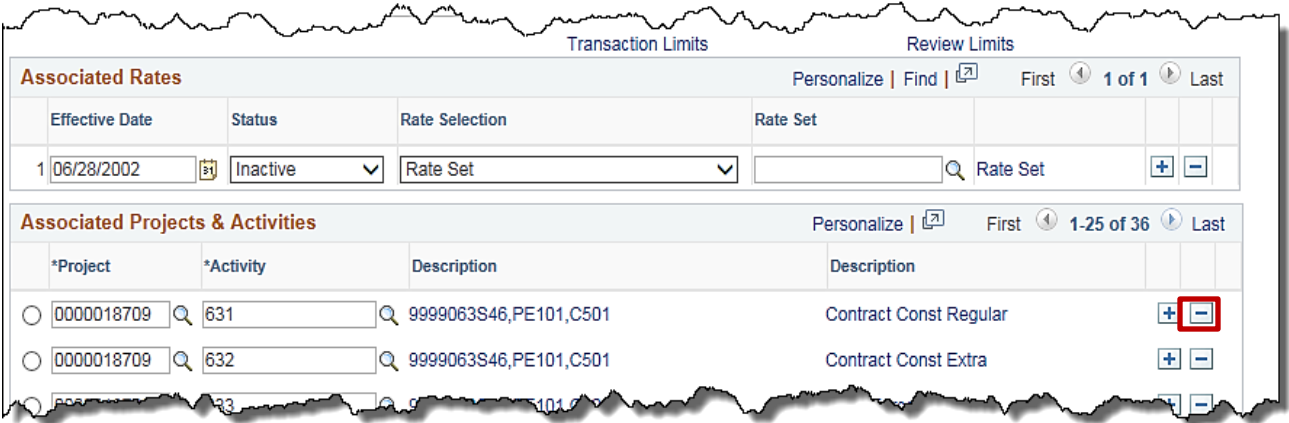 Transaction Limits Review Limits
Associated Rates Personalize | Find | First 1 of 1 Last
Effective Date Status Rate Selection Rate Set
1 06/28/2002 31 Inactive Rate Set Rate Set
Associated Projects & Activities Personalize | First 1-25 of 36 Last
*Project *Activity Description Description
0000018709 631 9999063S46,PE101,C501 Contract Const Regular
0000018709 632 9999063S46,PE101,C501 Contract Const Extra